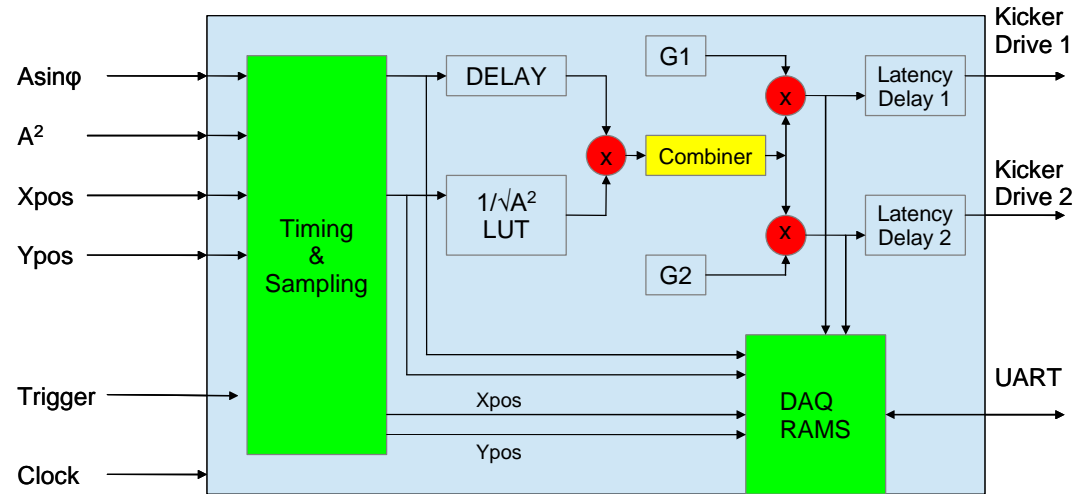 Kicker
Drive 1
Asinφ
DELAY
G1
x
Latency
Delay 1
A²
x
Combiner
Kicker
Drive 2
Xpos
1/√A²
LUT
Timing
&
Sampling
x
Latency
Delay 2
Ypos
G2
Trigger
Xpos
DAQ
RAMS
UART
Ypos
Clock